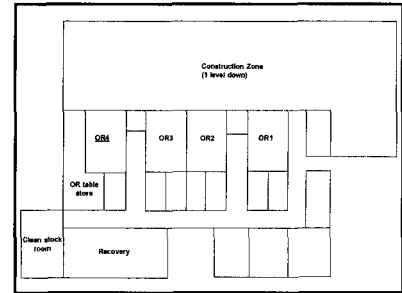 Construction Zone
(1 level down)
OR4
OR3
OR2
OR1
OR table
store
Clean stock
room
Recovery